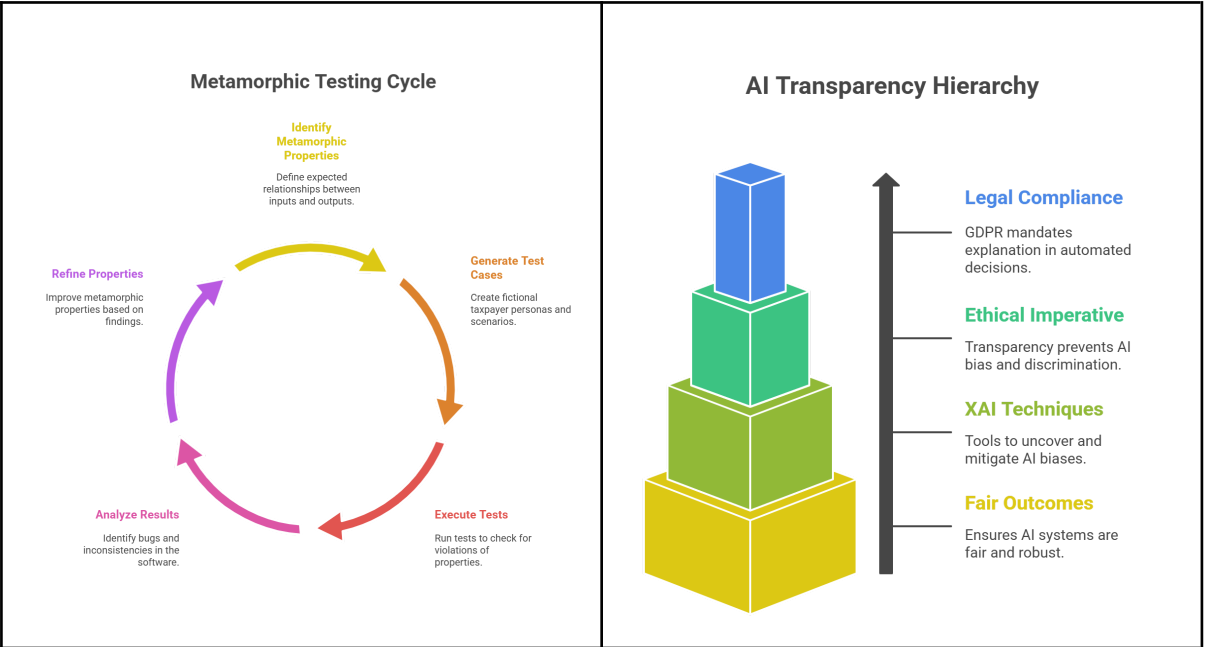 Metamorphic Testing Cycle
Identify
Metamorphic
Properties
Define expected
relationships between
inputs and outputs.
Generate Test
Cases
Create fictional
taxpayer personas and
scenarios.
Execute Tests
Run tests to check for
violations of
properties.
Analyze Results
Identify bugs and
inconsistencies in the
software.
Refine Properties
Improve metamorphic
properties based on
findings.
AI Transparency Hierarchy
Legal Compliance
GDPR mandates
explanation in automated
decisions.
Ethical Imperative
Transparency prevents AI
bias and discrimination.
XAI Techniques
Tools to uncover and
mitigate AI biases.
Fair Outcomes
Ensures AI systems are
fair and robust.